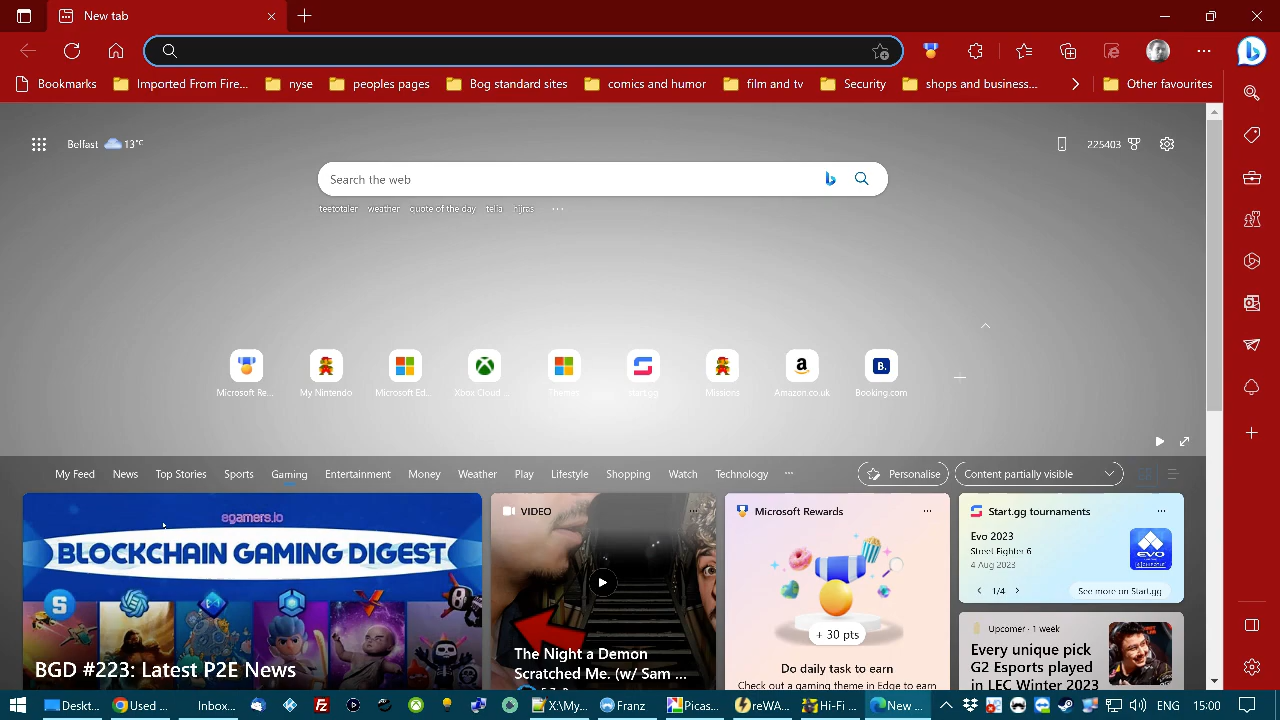 New tab
Bookmarks
Imported From Fire...
nyse
peoples pages
Bog standard sites
comics and humor
film and tv
Security
shops and business...
Other favourites
Belfast
13°C
225403
Search the web
teetotaler
weather
quote of the day
telia
hijras
Microsoft Re...
My Nintendo
Microsoft Ed...
Xbox Cloud ...
Themes
start.gg
Missions
Amazon.co.uk
Booking.com
My Feed
News
Top Stories
Sports
Gaming
Entertainment
Money
Weather
Play
Lifestyle
Shopping
Watch
Technology
Personalise
Content partially visible
egamers.io
BLOCKCHAIN GAMING DIGEST
BGD #223: Latest P2E News
VIDEO
The Night a Demon
Scratched Me. (w/ Sam ...
Microsoft Rewards
+ 30 pts
Do daily task to earn
Check out a gaming theme in Edge to earn
Start.gg tournaments
Evo 2023
Street Fighter 6
4 Aug 2023
EVO
1/4
See more on Start.gg
Upcomer · 1 week
Every unique pick
G2 Esports played
in LEC Winter 2023
Deskt...
Used ...
Inbox...
X:\My...
Franz
Picas...
reWA...
Hi-Fi ...
New ...
ENG
15:00